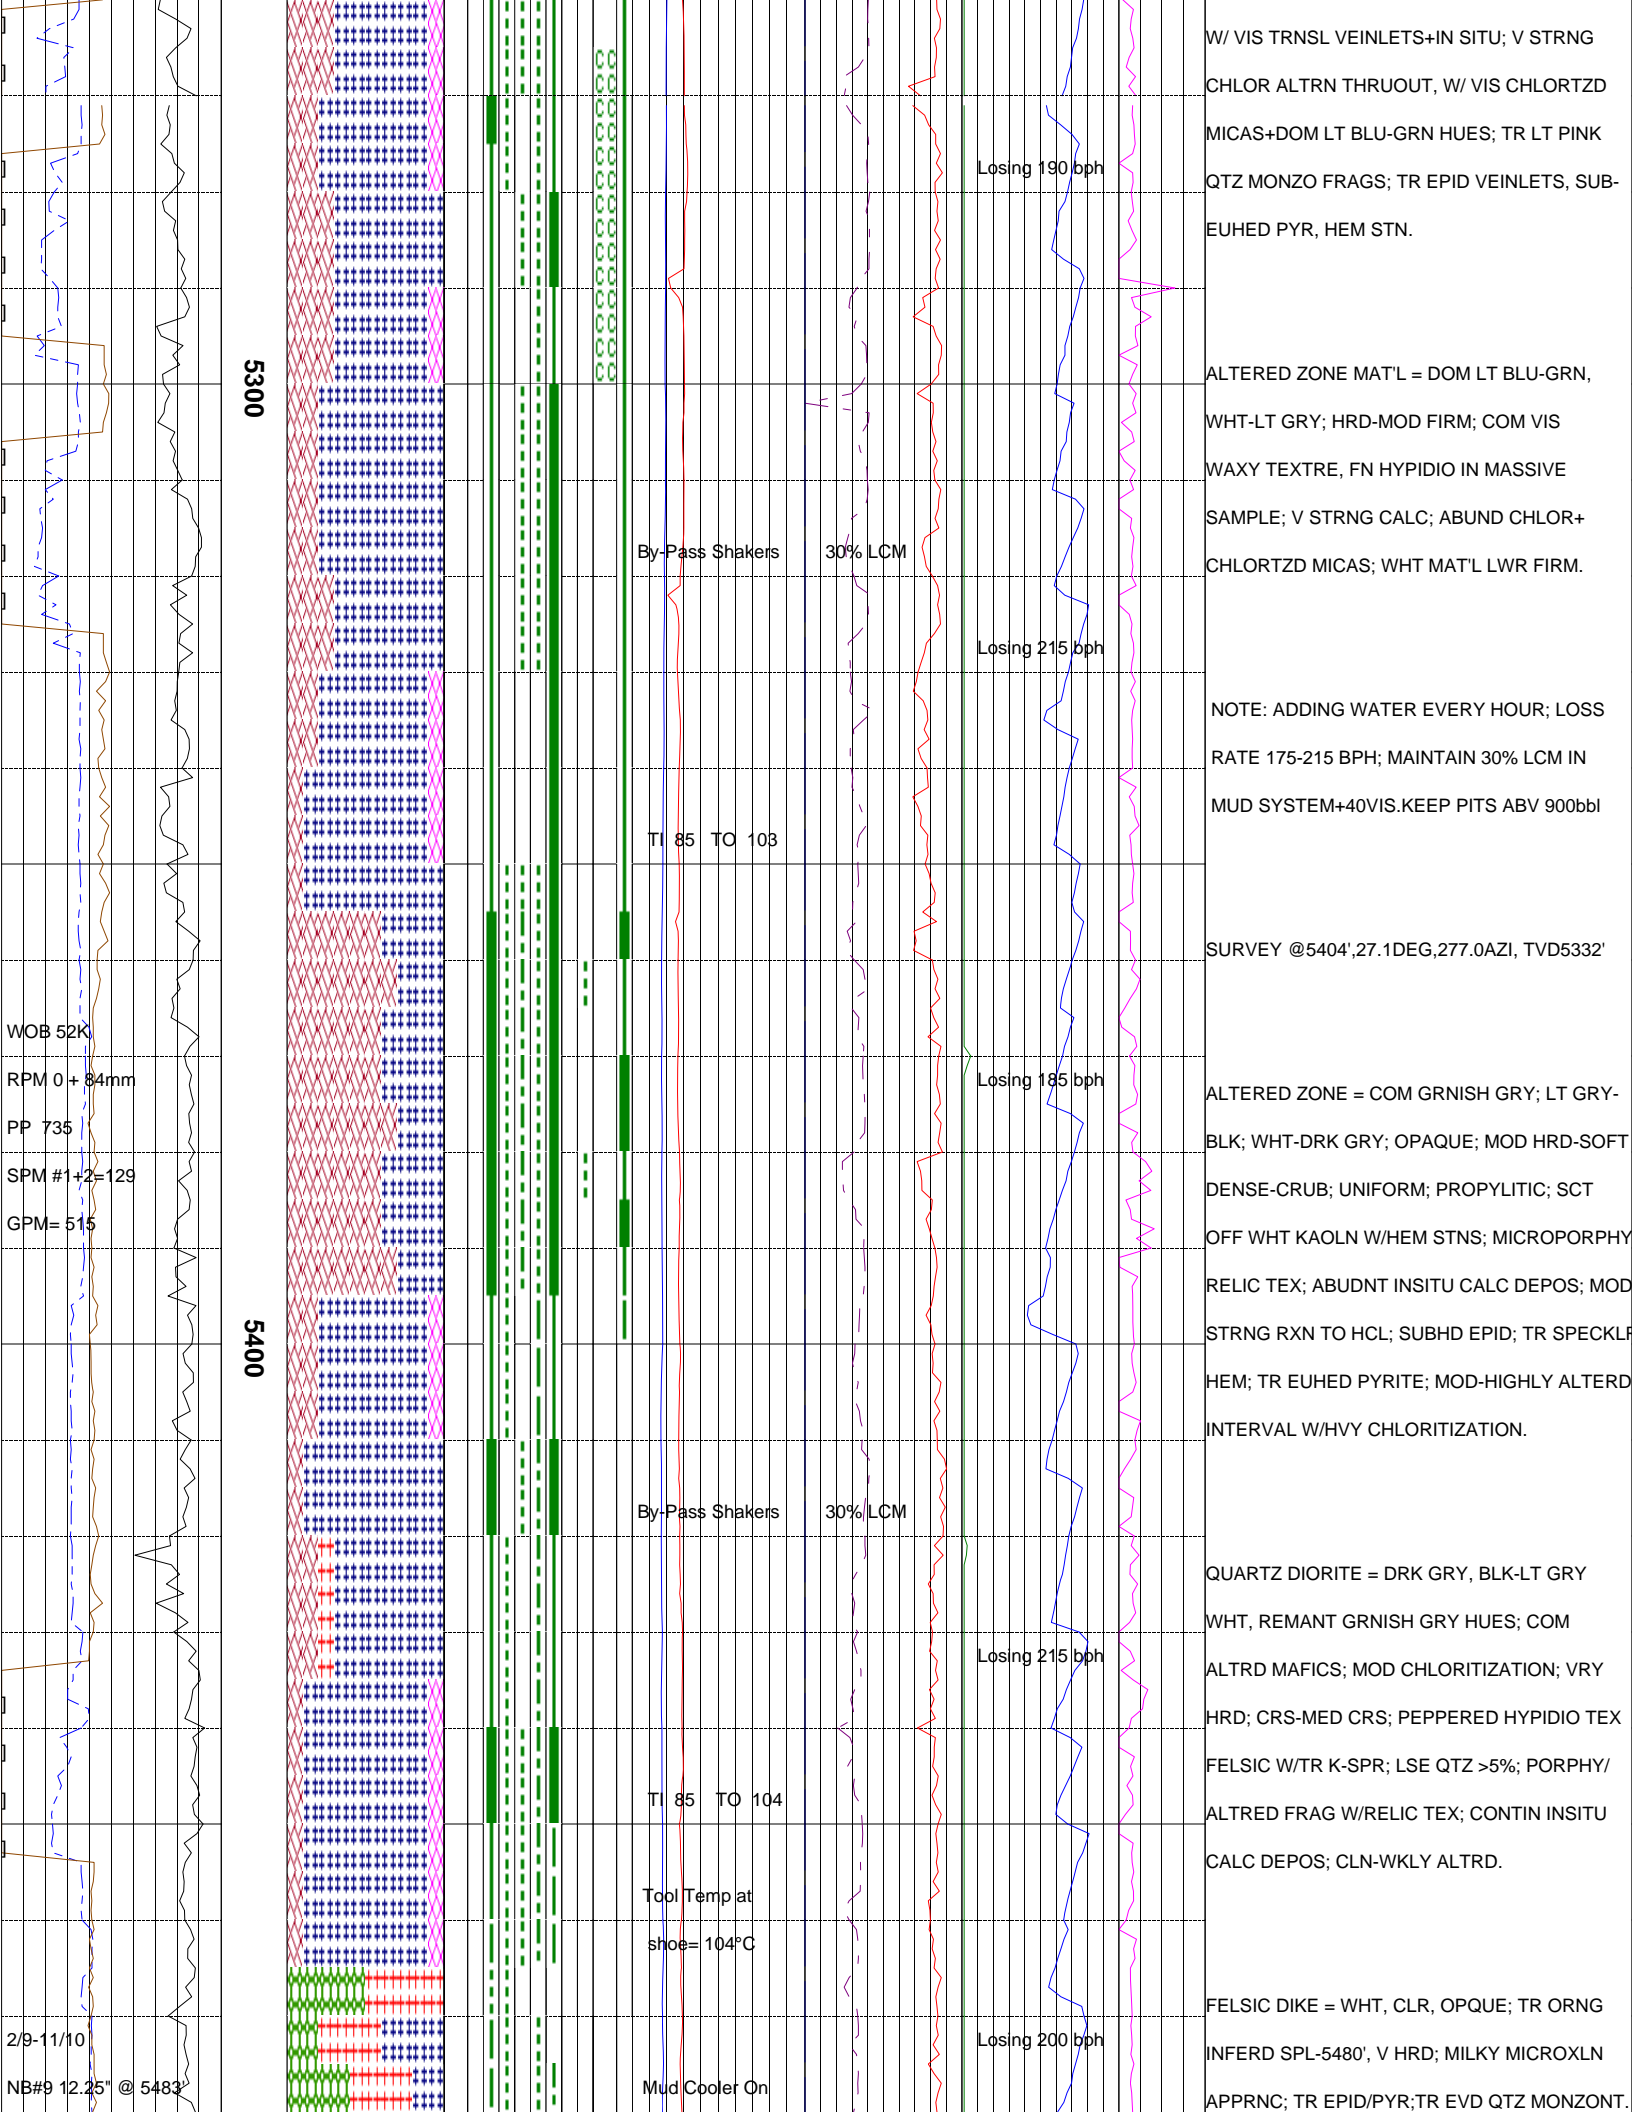 W/ VIS TRNSL VEINLETS+IN SITU; V STRNG
CHLOR ALTRN THRUOUT, W/ VIS CHLORTZD
MICAS+DOM LT BLU-GRN HUES; TR LT PINK
Losing 190 bph
QTZ MONZO FRAGS; TR EPID VEINLETS, SUB-
EUHED PYR, HEM STN.
5300
ALTERED ZONE MAT'L = DOM LT BLU-GRN,
WHT-LT GRY; HRD-MOD FIRM; COM VIS
WAXY TEXTRE, FN HYPIDIO IN MASSIVE
SAMPLE; V STRNG CALC; ABUND CHLOR+
By-Pass Shakers 30% LCM
CHLORTZD MICAS; WHT MAT'L LWR FIRM.
Losing 215 bph
NOTE: ADDING WATER EVERY HOUR; LOSS
RATE 175-215 BPH; MAINTAIN 30% LCM IN
MUD SYSTEM+40VIS.KEEP PITS ABV 900bbl
TI 85 TO 103
SURVEY @5404',27.1DEG,277.0AZI, TVD5332'
WOB 52K
RPM 0 + 84mm
PP 735
SPM #1+2=129
GPM= 515
Losing 185 bph
ALTERED ZONE = COM GRNISH GRY; LT GRY-
BLK; WHT-DRK GRY; OPAQUE; MOD HRD-SOFT
DENSE-CRUB; UNIFORM; PROPYLITIC; SCT
OFF WHT KAOLN W/HEM STNS; MICROPORPHY
RELIC TEX; ABUDNT INSITU CALC DEPOS; MOD
STRNG RXN TO HCL; SUBHD EPID; TR SPECKLR
HEM; TR EUHED PYRITE; MOD-HIGHLY ALTERD
INTERVAL W/HVY CHLORITIZATION.
5400
By-Pass Shakers 30% LCM
QUARTZ DIORITE = DRK GRY, BLK-LT GRY
WHT, REMANT GRNISH GRY HUES; COM
Losing 215 bph
ALTRD MAFICS; MOD CHLORITIZATION; VRY
HRD; CRS-MED CRS; PEPPERED HYPIDIO TEX
FELSIC W/TR K-SPR; LSE QTZ >5%; PORPHY/
TI 85 TO 104
ALTRED FRAG W/RELIC TEX; CONTIN INSITU
CALC DEPOS; CLN-WKLY ALTRD.
Tool Temp at
shoe= 104°C
FELSIC DIKE = WHT, CLR, OPQUE; TR ORNG
2/9-11/10
Losing 200 bph
INFERD SPL-5480', V HRD; MILKY MICROXLN
NB#9 12.25" @ 5483'
Mud Cooler On
APPRNC; TR EPID/PYR;TR EVD QTZ MONZONT.